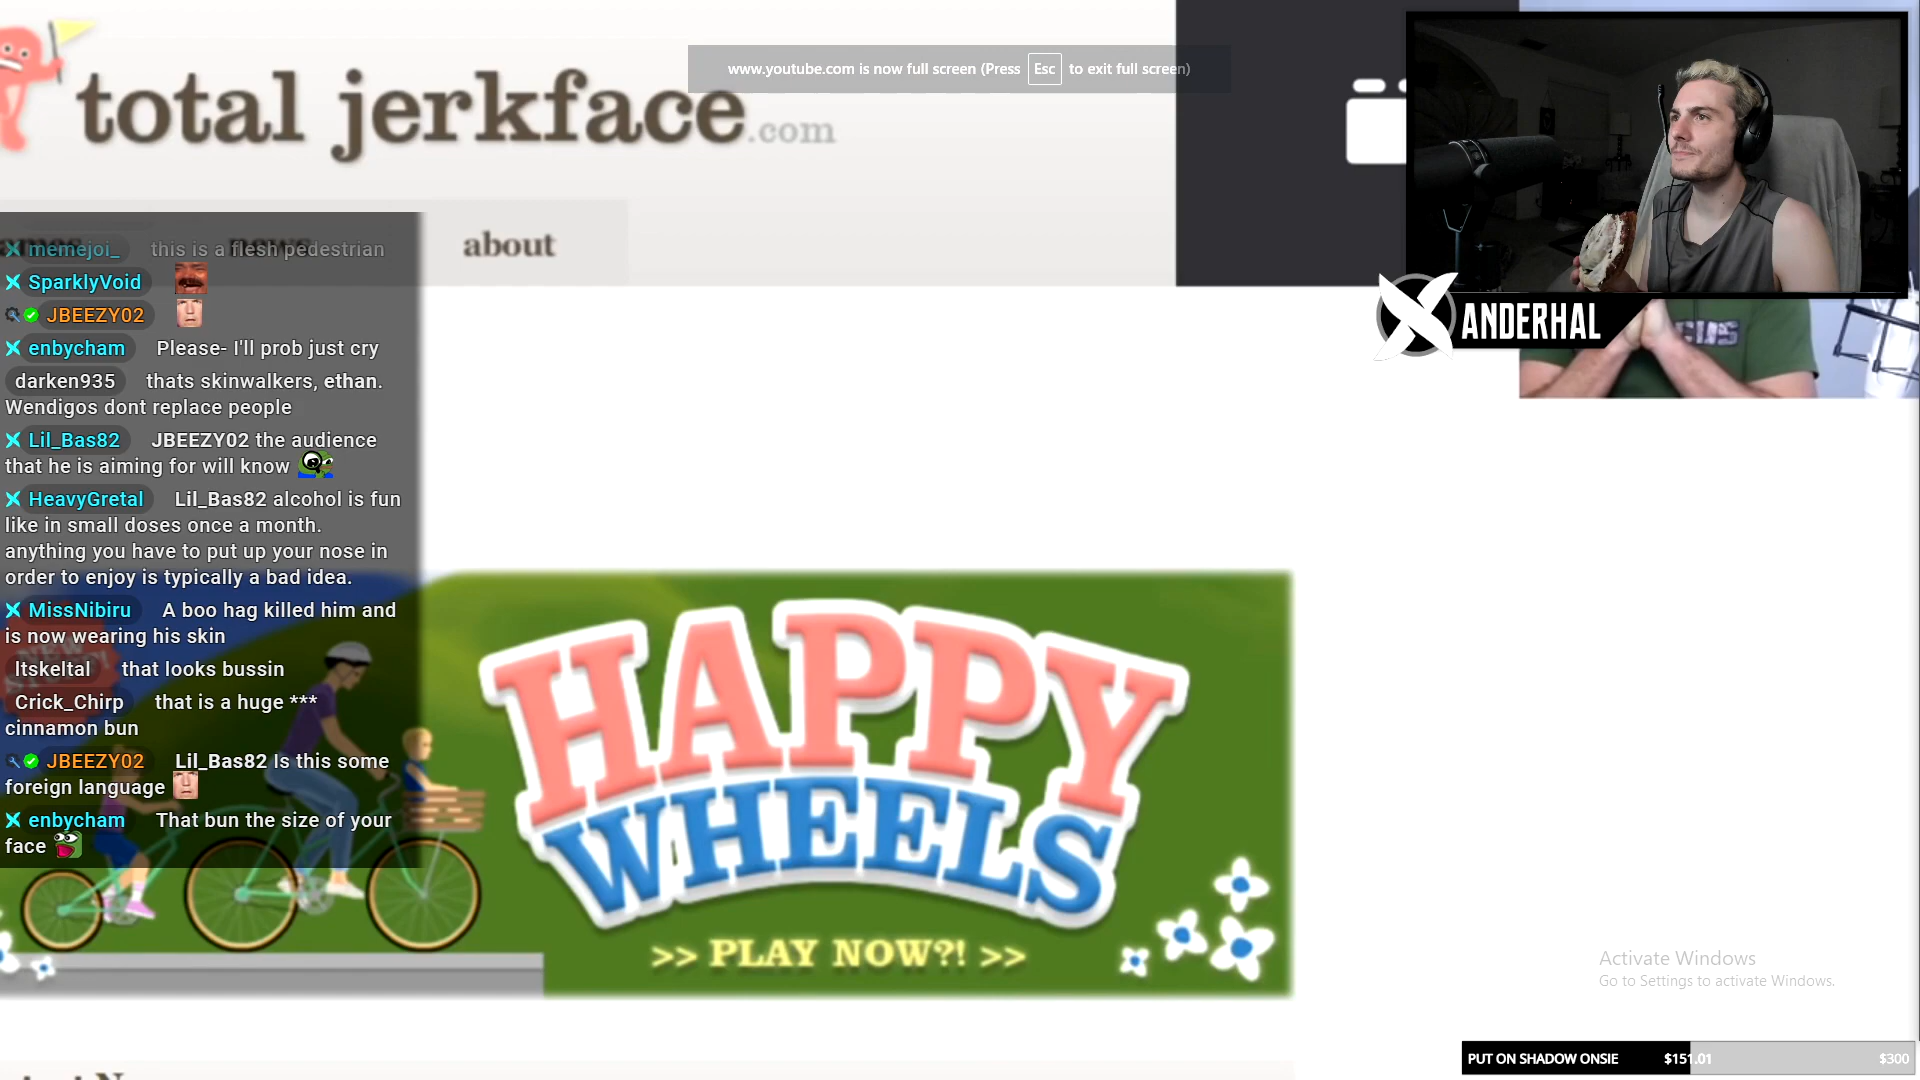 total jerkface.com
www.youtube.com is now full screen (Press Esc to exit full screen)
about
memejoi_ this is a flesh pedestrian
SparklyVoid
JBEEZY02
enbycham Please- I'll prob just cry
darken935 thats skinwalkers, ethan.
Wendigos dont replace people
Lil_Bas82 JBEEZY02 the audience
that he is aiming for will know
HeavyGretal Lil_Bas82 alcohol is fun
like in small doses once a month.
anything you have to put up your nose in
order to enjoy is typically a bad idea.
MissNibiru A boo hag killed him and
is now wearing his skin
ltskeltal that looks bussin
Crick_Chirp that is a huge ***
cinnamon bun
JBEEZY02 Lil_Bas82 Is this some
foreign language
enbycham That bun the size of your
face
ANDERHAL
HAPPY
WHEELS
>> PLAY NOW?! >>
Activate Windows
Go to Settings to activate Windows.
PUT ON SHADOW ONSIE $151.01 $300